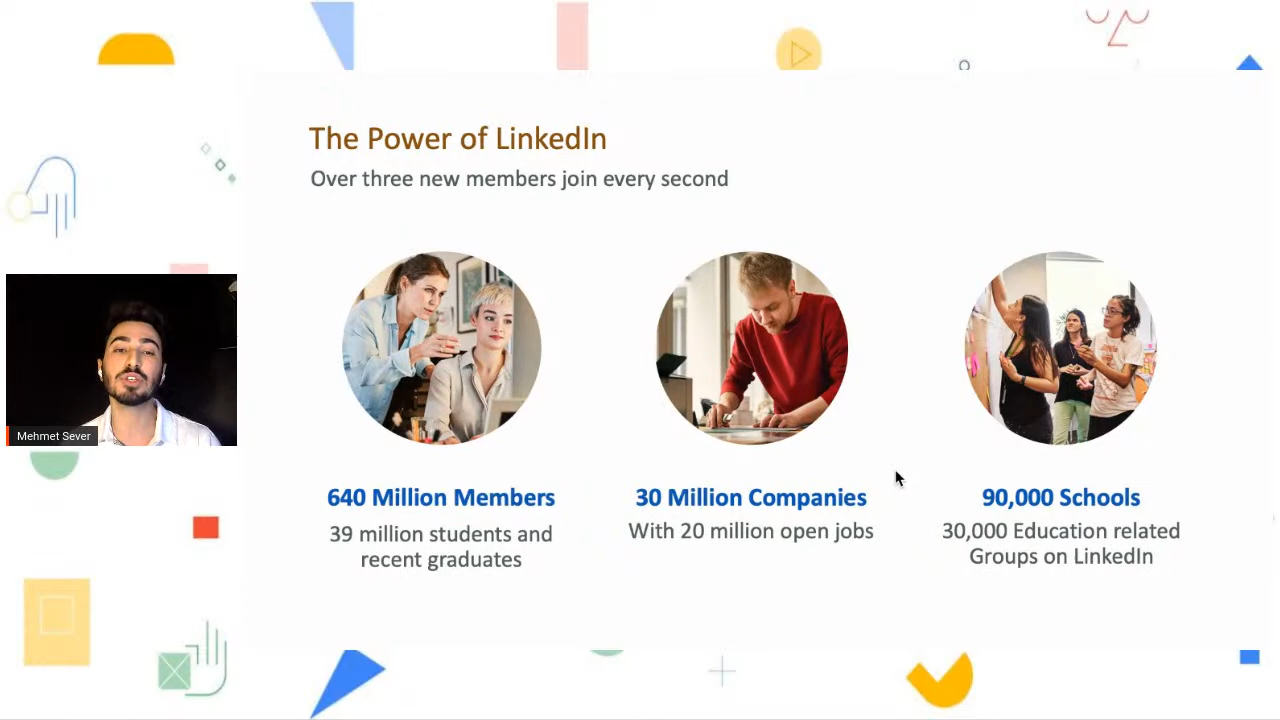 The Power of LinkedIn
Over three new members join every second
Mehmet Sever
640 Million Members
39 million students and
recent graduates
30 Million Companies
With 20 million open jobs
90,000 Schools
30,000 Education related
Groups on LinkedIn